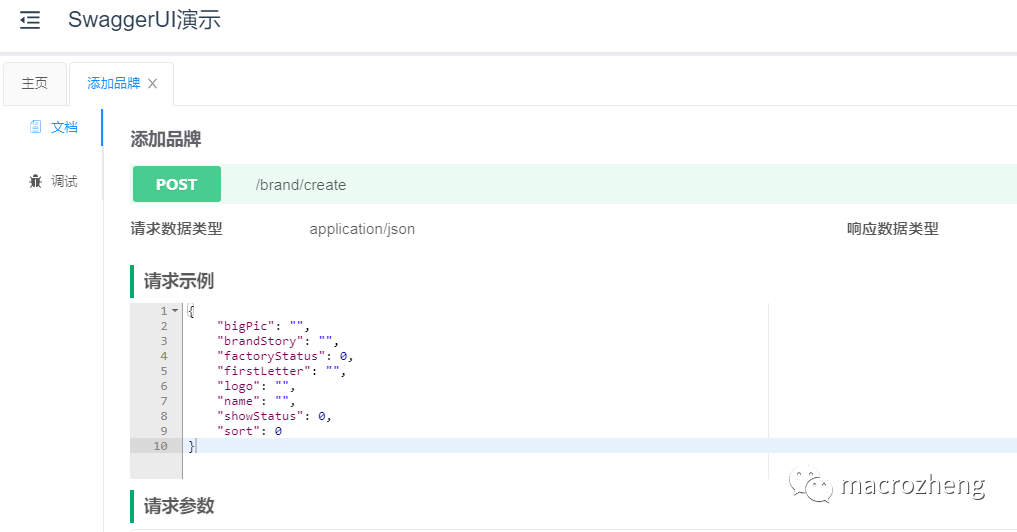 SwaggerUI演示
主页
添加品牌
文档
调试
添加品牌
POST /brand/create
请求数据类型 application/json 响应数据类型
请求示例
1 {
2 "bigPic": "",
3 "brandStory": "",
4 "factoryStatus": 0,
5 "firstLetter": "",
6 "logo": "",
7 "name": "",
8 "showStatus": 0,
9 "sort": 0
10 }
请求参数
macrozheng